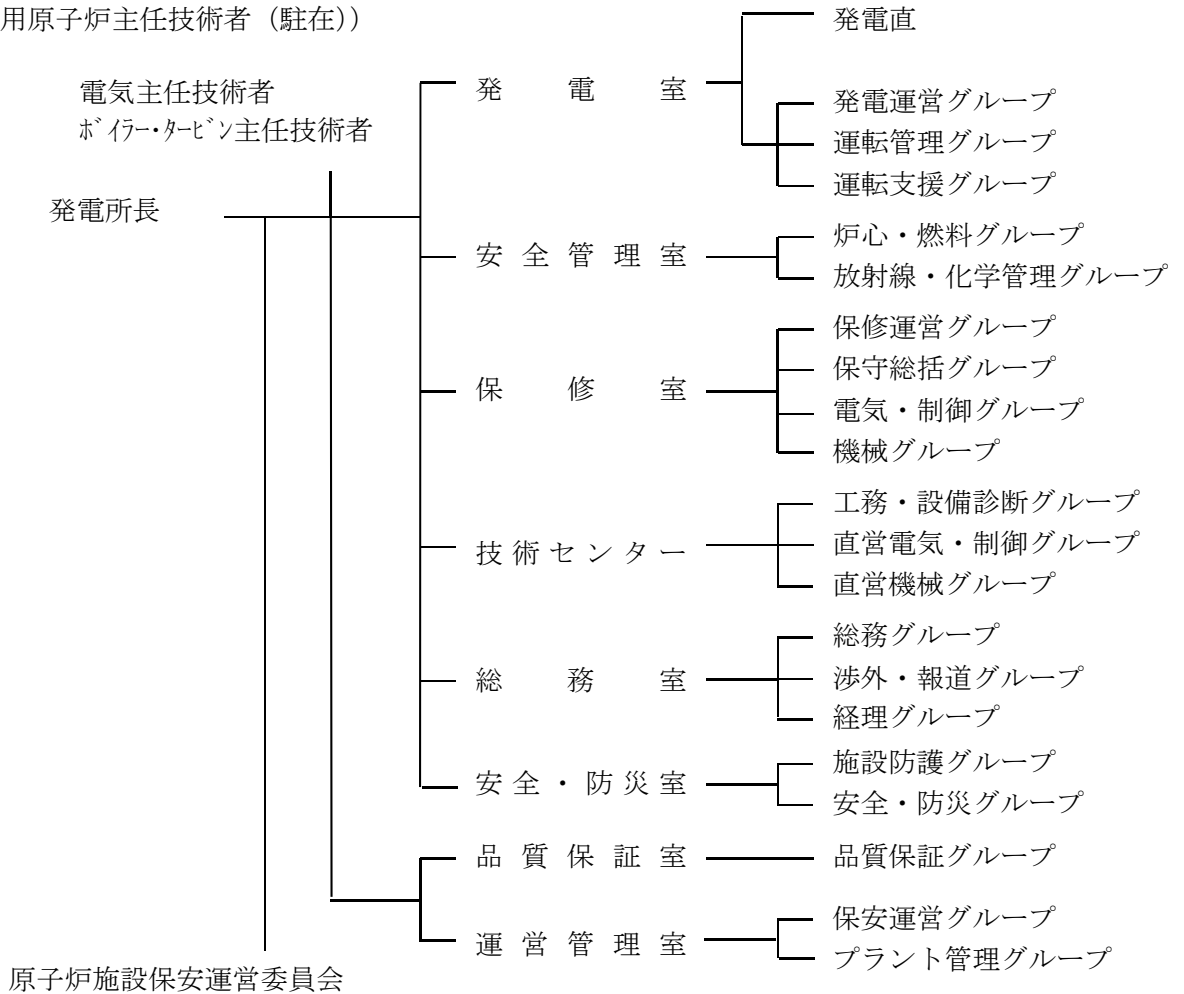 用原子炉主任技術者（駐在））
発電直
電気主任技術者
ﾎﾞｲﾗｰ・ﾀｰﾋﾞﾝ主任技術者
発電室
発電運営グループ
運転管理グループ
運転支援グループ
発電所長
安全管理室
炉心・燃料グループ
放射線・化学管理グループ
保修室
保修運営グループ
保守総括グループ
電気・制御グループ
機械グループ
技術センター
工務・設備診断グループ
直営電気・制御グループ
直営機械グループ
総務室
総務グループ
渉外・報道グループ
経理グループ
安全・防災室
施設防護グループ
安全・防災グループ
品質保証室
品質保証グループ
運営管理室
保安運営グループ
プラント管理グループ
原子炉施設保安運営委員会